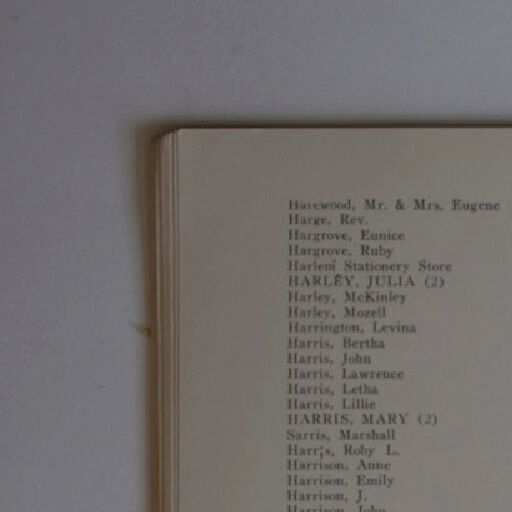 Harewood, Mr. & Mrs. Eugene
Harge, Rev.
Hargrove, Eunice
Hargrove, Ruby
Harlem Stationery Store
HARLEY, JULIA (2)
Harley, McKinley
Harley, Mozell
Harrington, Levina
Harris, Bertha
Harris, John
Harris, Lawrence
Harris, Letha
Harris, Lillie
HARRIS, MARY (2)
Sarris, Marshall
Harr;s, Roby L.
Harrison, Anne
Harrison, Emily
Harrison, J.
Harrison, John